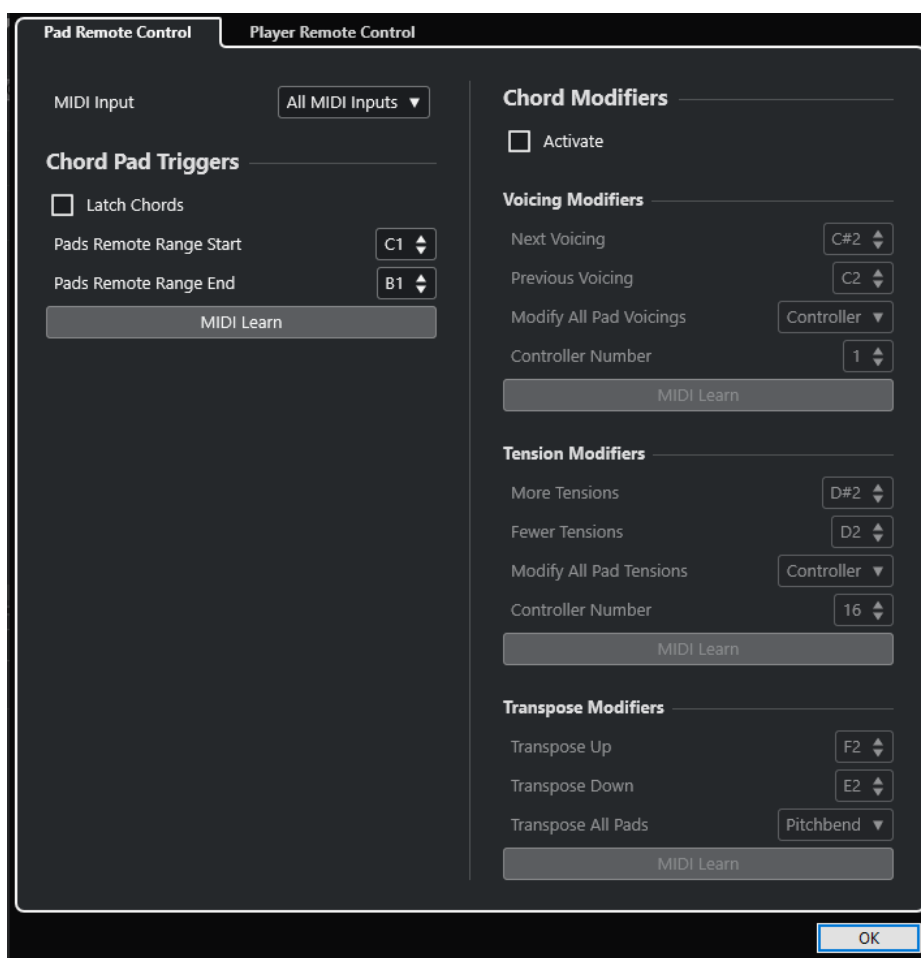 Pad Remote Control
Player Remote Control
MIDI Input
All MIDI Inputs
Chord Pad Triggers
Latch Chords
Pads Remote Range Start
C1
Pads Remote Range End
B1
MIDI Learn
Chord Modifiers
Activate
Voicing Modifiers
Next Voicing
C#2
Previous Voicing
C2
Modify All Pad Voicings
Controller
Controller Number
1
MIDI Learn
Tension Modifiers
More Tensions
D#2
Fewer Tensions
D2
Modify All Pad Tensions
Controller
Controller Number
16
MIDI Learn
Transpose Modifiers
Transpose Up
F2
Transpose Down
E2
Transpose All Pads
Pitchbend
MIDI Learn
OK